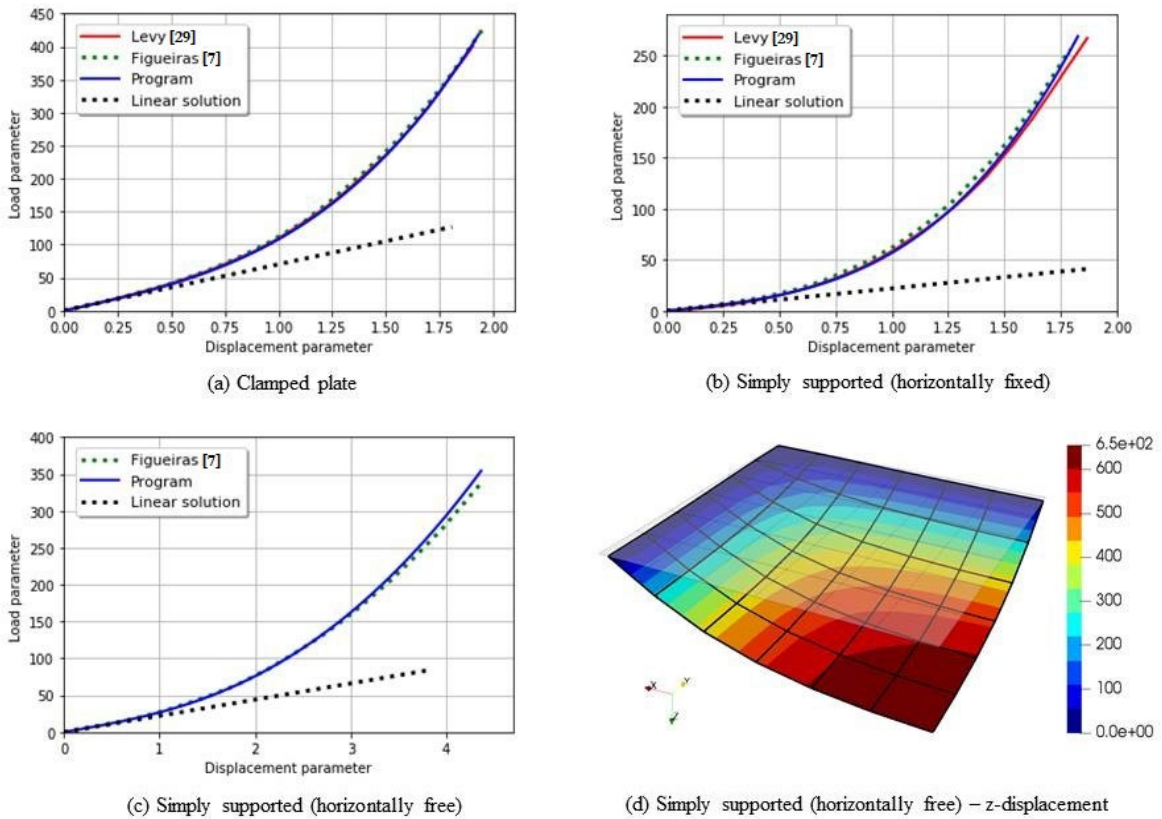 450
400
350
300
250
200
150
100
50
0
Load parameter
Levy [29]
Figueiras [7]
Program
Linear solution
0.00 0.25 0.50 0.75 1.00 1.25 1.50 1.75 2.00
Displacement parameter
(a) Clamped plate
250
200
150
100
50
0
Load parameter
Levy [29]
Figueiras [7]
Program
Linear solution
0.00 0.25 0.50 0.75 1.00 1.25 1.50 1.75 2.00
Displacement parameter
(b) Simply supported (horizontally fixed)
400
350
300
250
200
150
100
50
0
Load parameter
Figueiras [7]
Program
Linear solution
0 1 2 3 4
Displacement parameter
(c) Simply supported (horizontally free)
6.5e+02
600
500
400
300
200
100
0.0e+00
X Y
Z
(d) Simply supported (horizontally free) – z-displacement